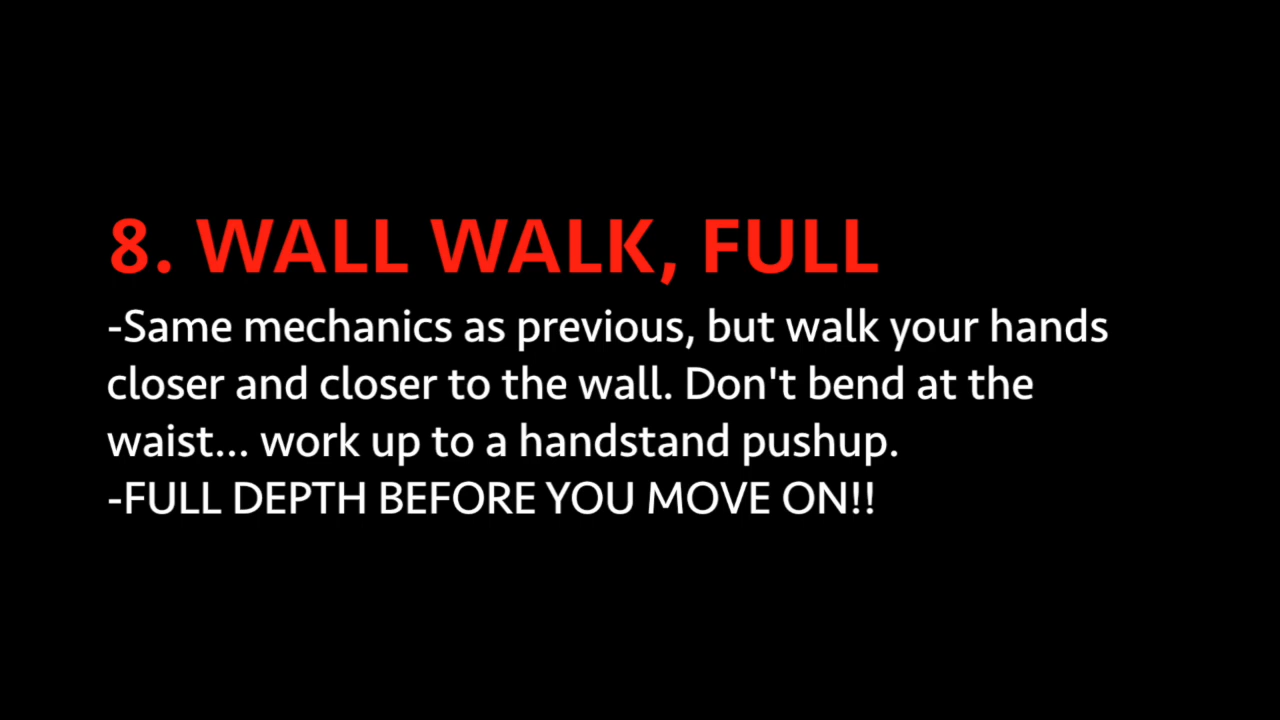 8. WALL WALK, FULL
-Same mechanics as previous, but walk your hands
closer and closer to the wall. Don't bend at the
waist... work up to a handstand pushup.
-FULL DEPTH BEFORE YOU MOVE ON!!